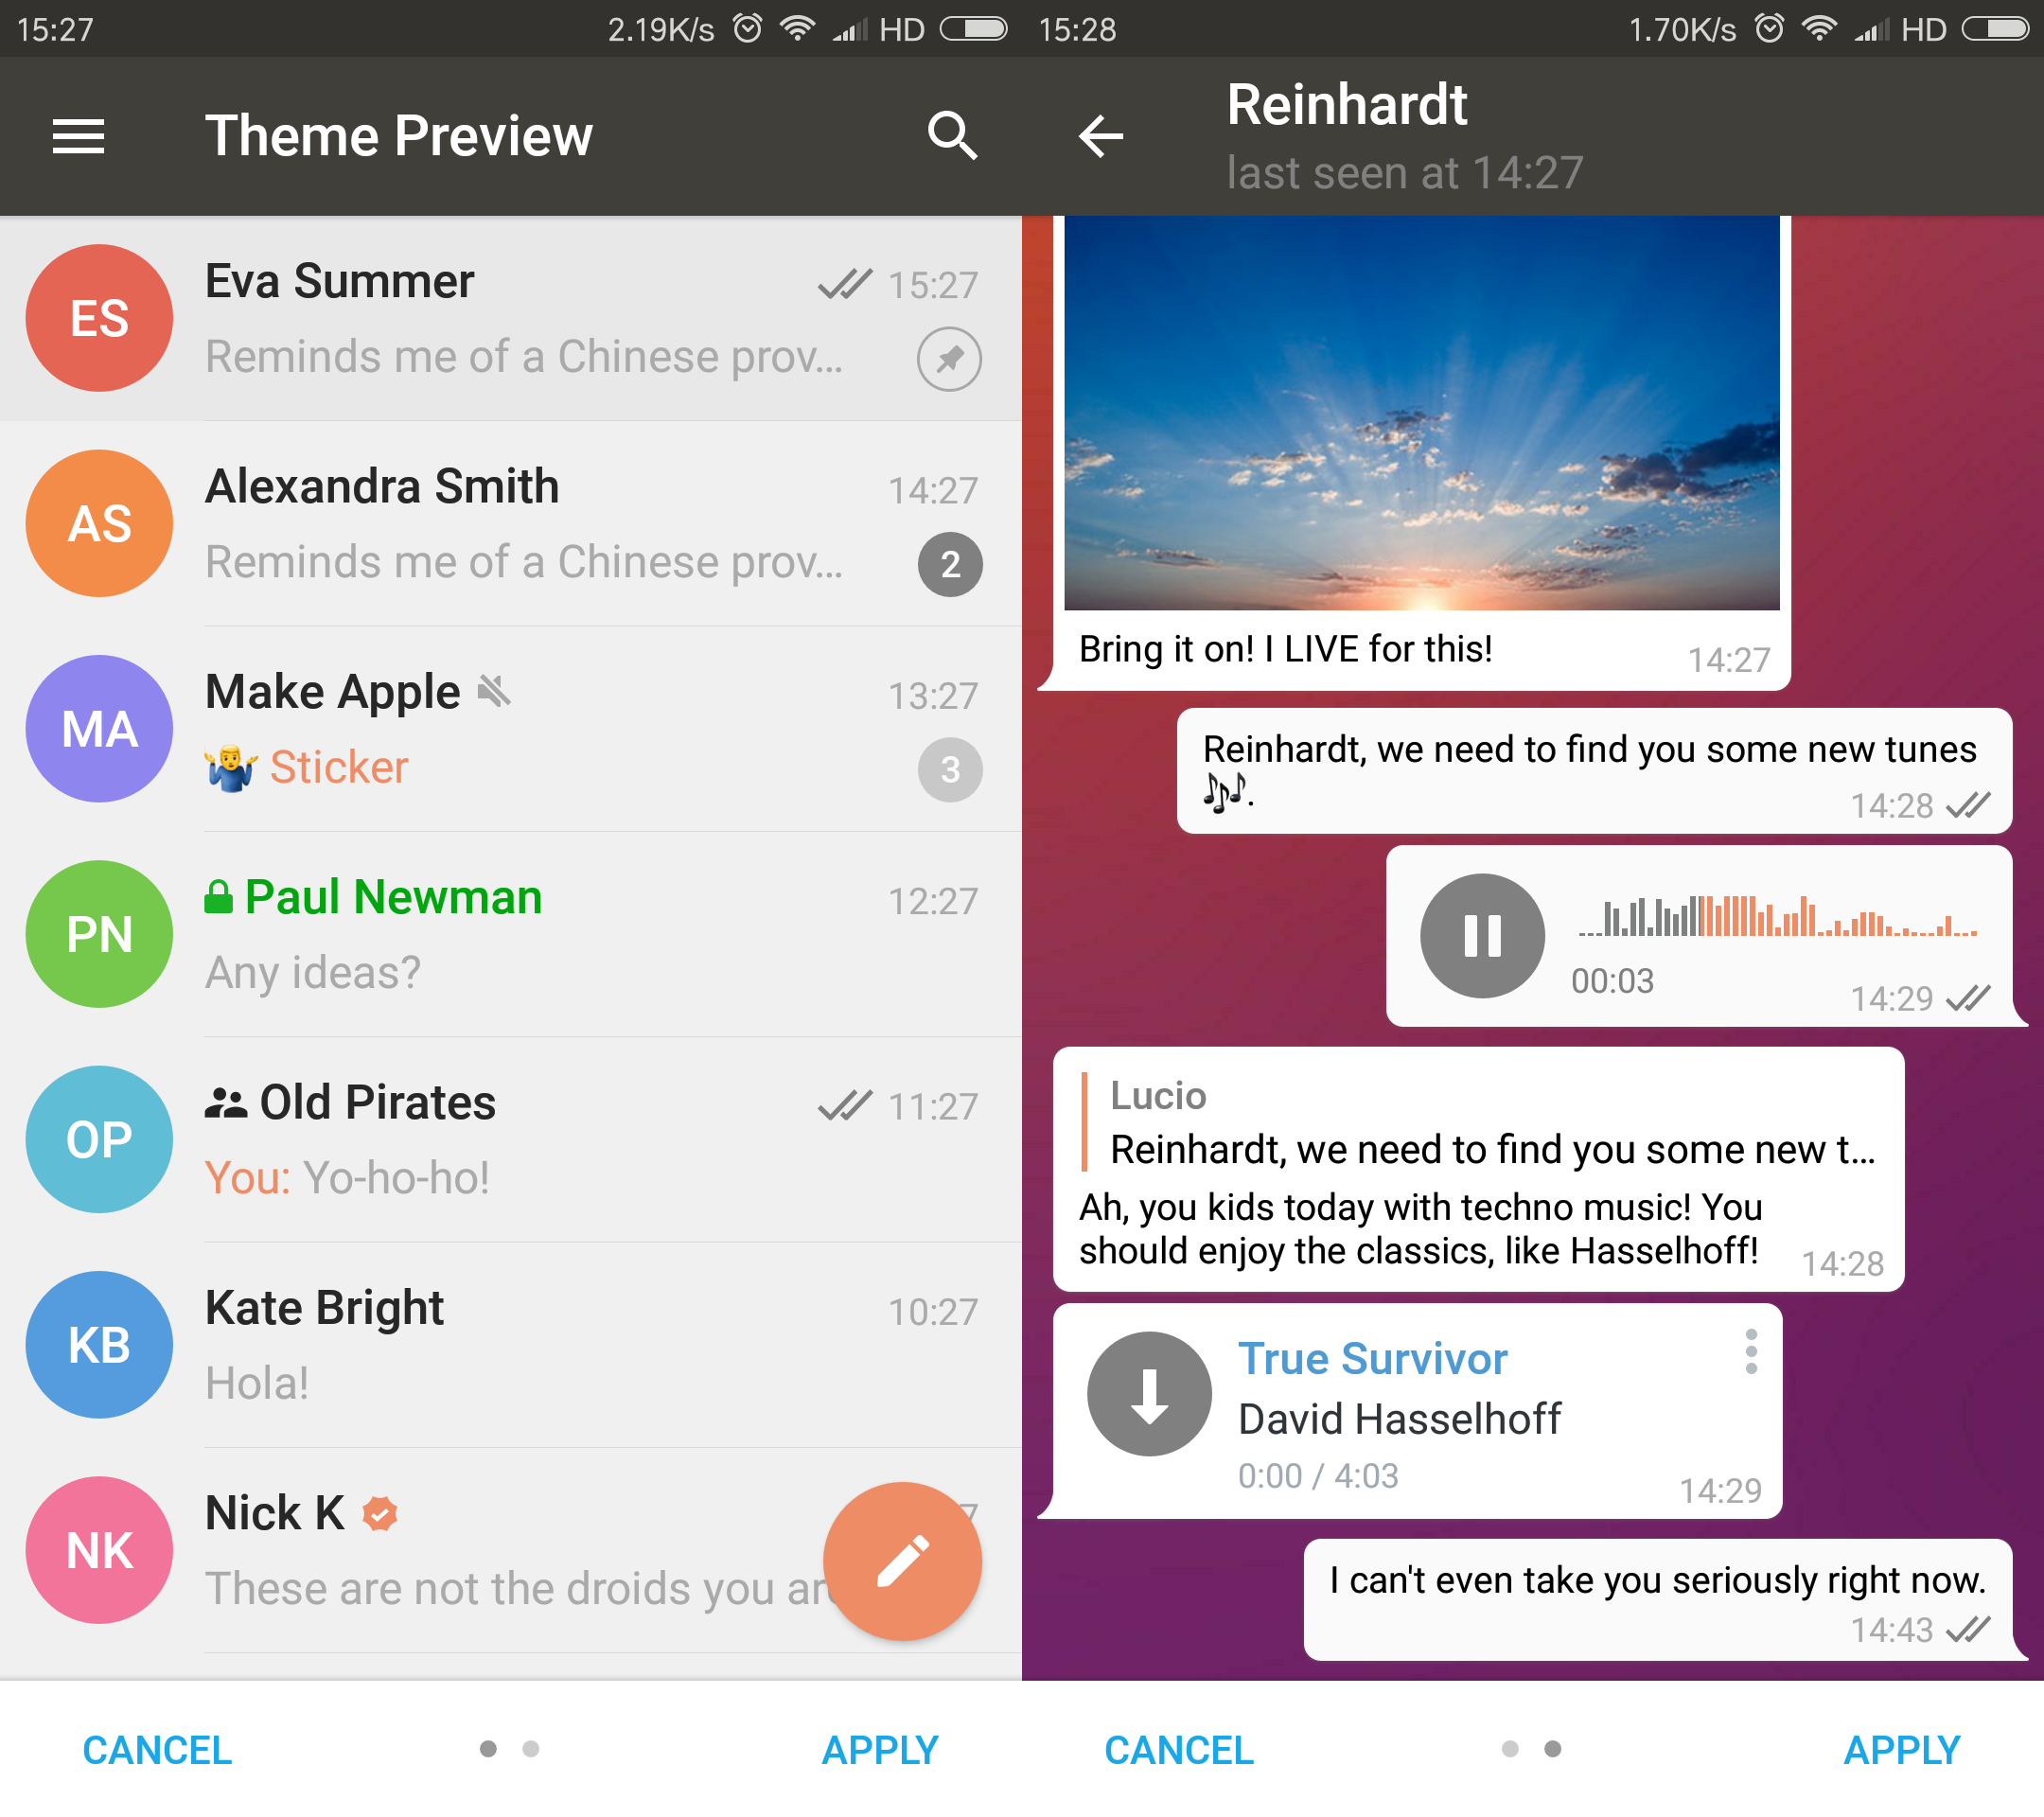 15:27
2.19K/s HD
Theme Preview
ES
Eva Summer
15:27
Reminds me of a Chinese prov...
AS
Alexandra Smith
14:27
Reminds me of a Chinese prov...
2
MA
Make Apple
13:27
🤷‍♂️ Sticker
3
PN
Paul Newman
12:27
Any ideas?
OP
Old Pirates
11:27
You: Yo-ho-ho!
KB
Kate Bright
10:27
Hola!
NK
Nick K
7
These are not the droids you are
CANCEL
APPLY
15:28
1.70K/s HD
Reinhardt
last seen at 14:27
Bring it on! I LIVE for this!
14:27
Reinhardt, we need to find you some new tunes
🎶.
14:28
00:03
14:29
Lucio
Reinhardt, we need to find you some new t...
Ah, you kids today with techno music! You
should enjoy the classics, like Hasselhoff!
14:28
True Survivor
David Hasselhoff
0:00 / 4:03
14:29
I can't even take you seriously right now.
14:43
CANCEL
APPLY